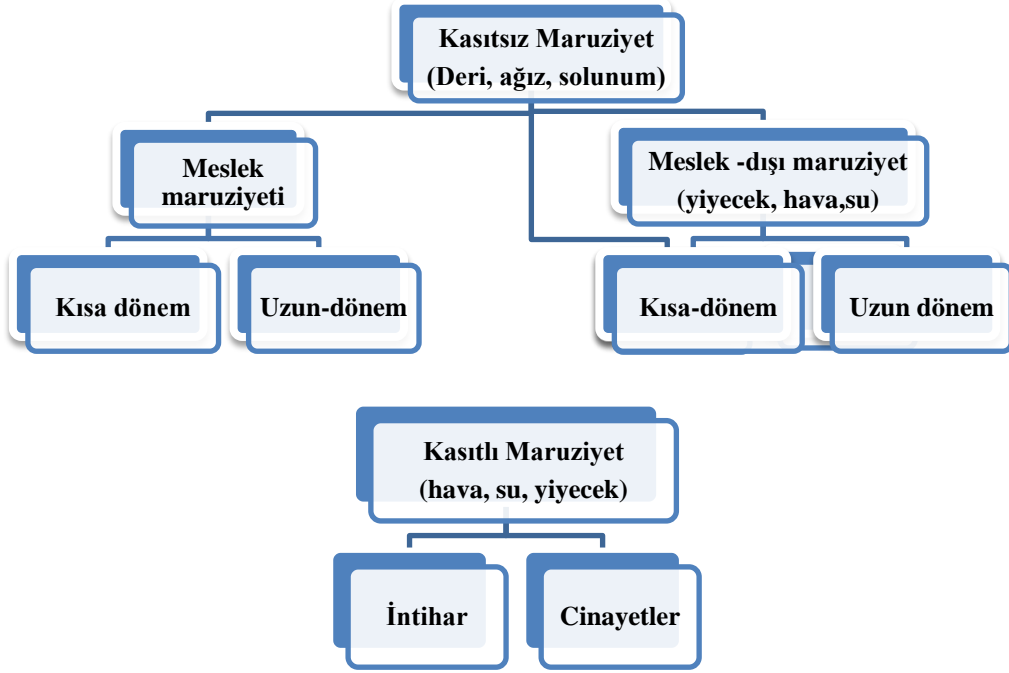 Kasıtsız Maruziyet
(Deri, ağız, solunum)
Meslek
maruziyeti
Meslek -dışı maruziyet
(yiyecek, hava,su)
Kısa dönem
Uzun-dönem
Kısa-dönem
Uzun dönem
Kasıtlı Maruziyet
(hava, su, yiyecek)
İntihar
Cinayetler